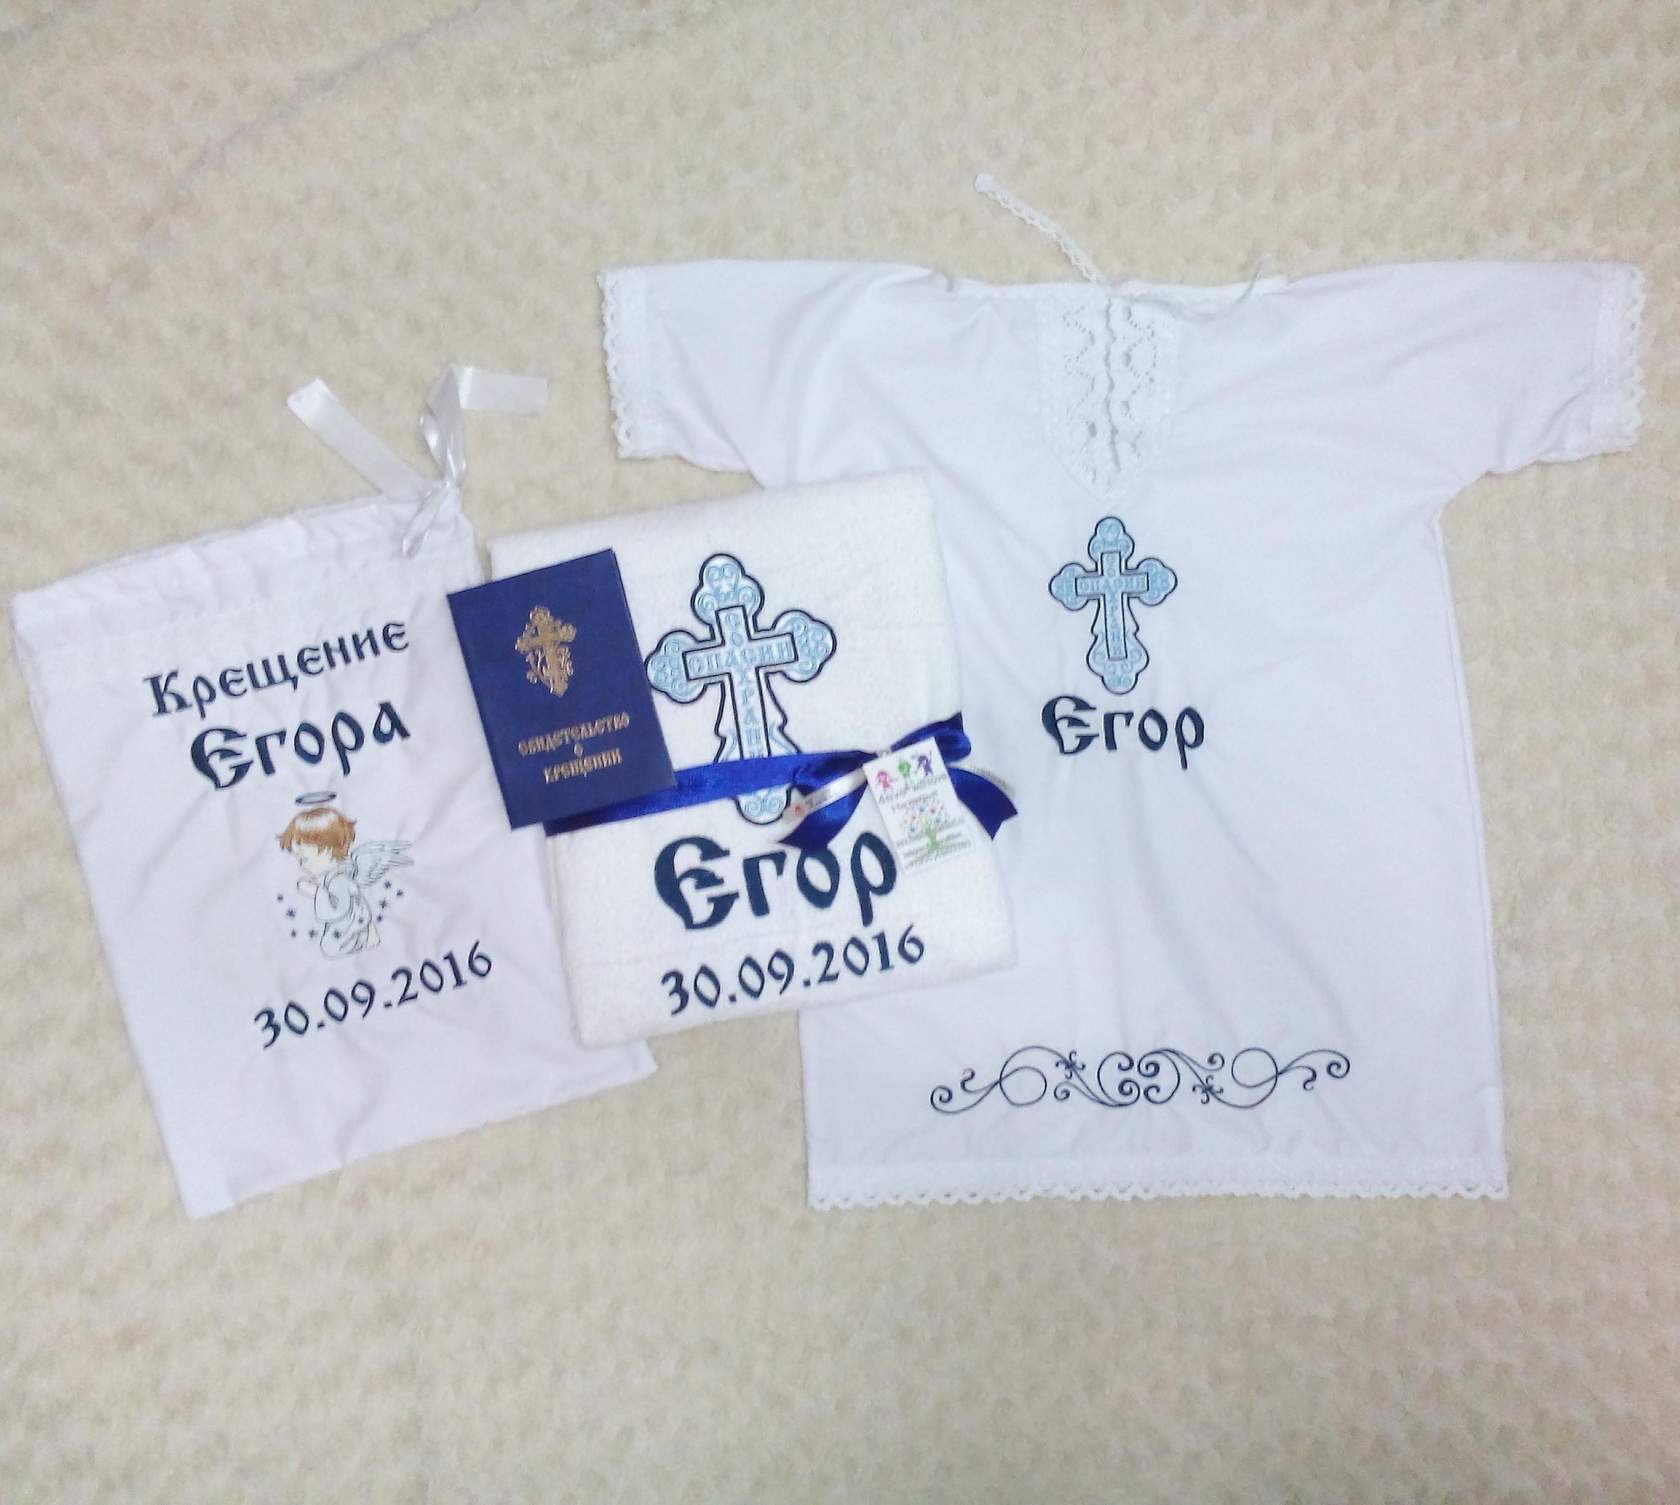 Крещение
Егора
30.09.2016
Свидетельство
о
крещении
СПАСИ И
СОХРАНИ
Егор
30.09.2016
СПАСИ И
СОХРАНИ
Егор